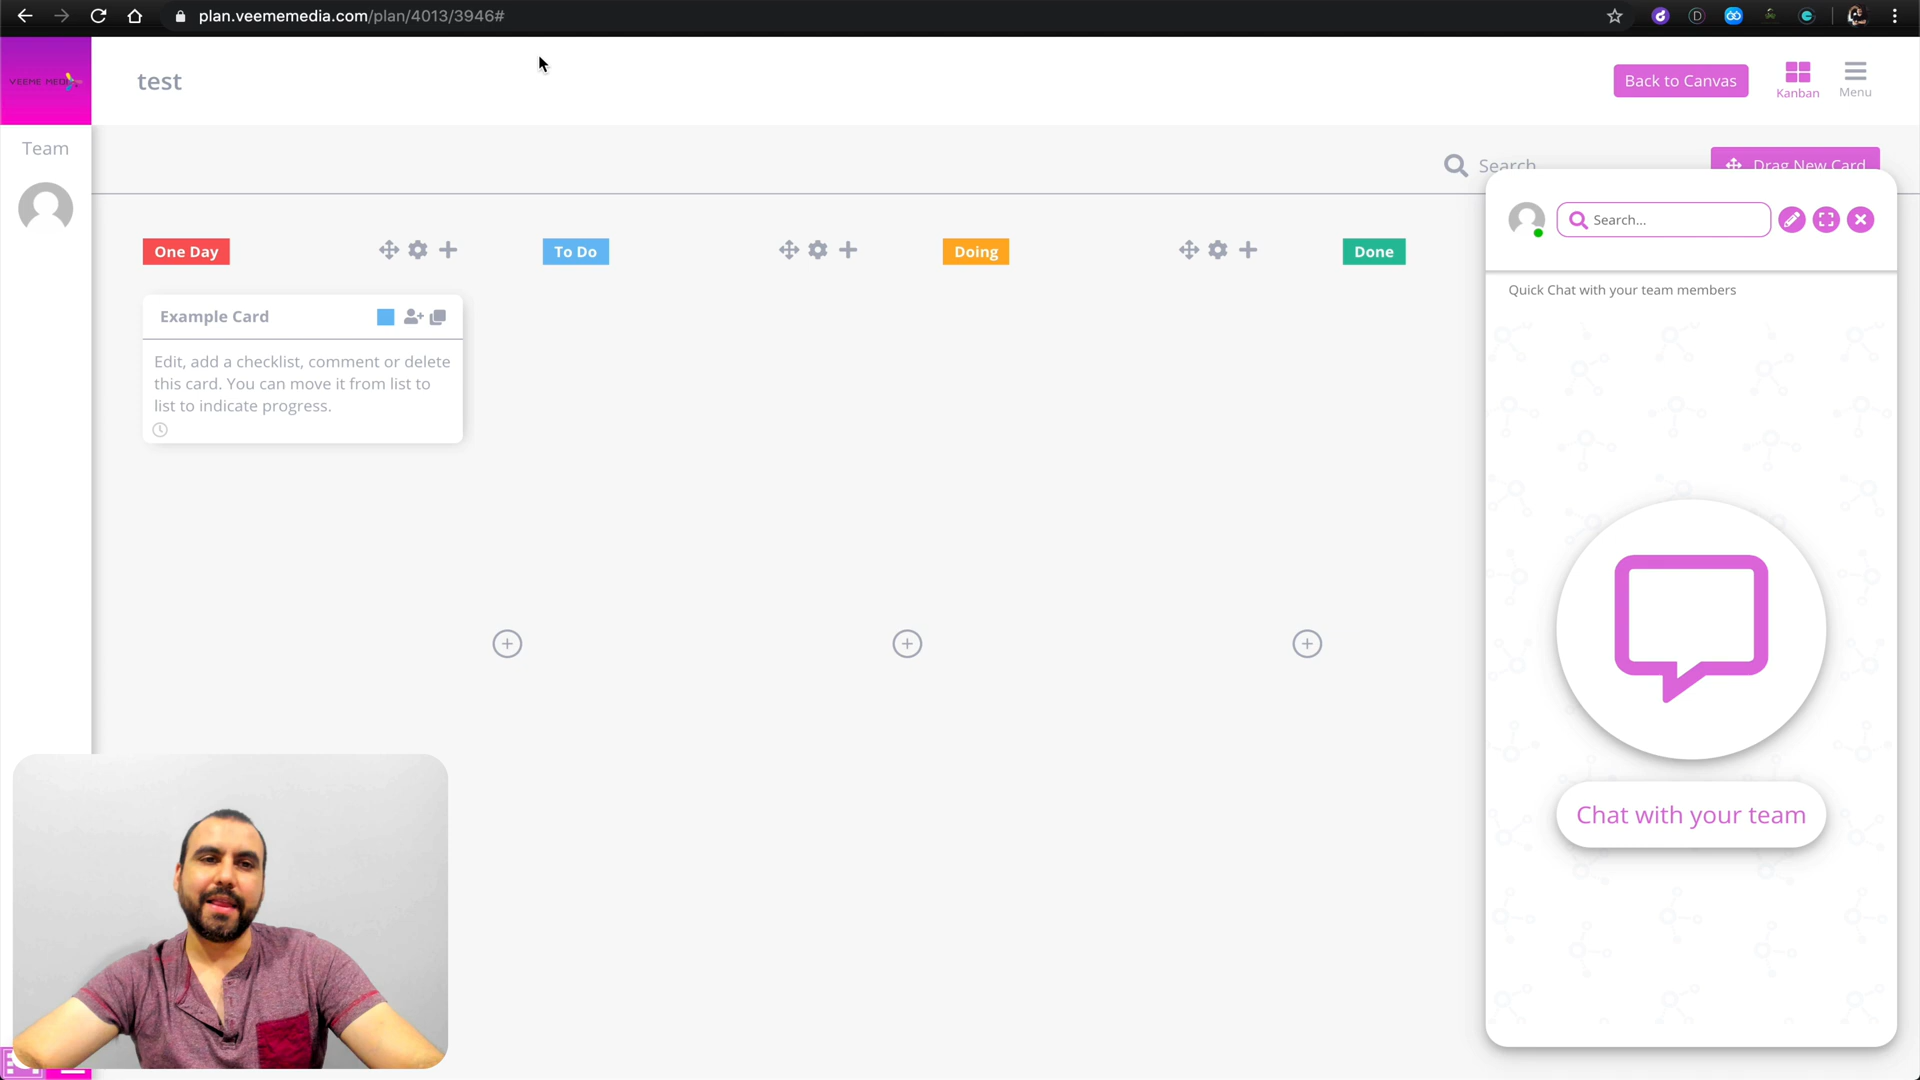 plan.veememedia.com/plan/4013/3946#
VEEME MEDIA
test
Back to Canvas
Kanban
Menu
Team
Search
Drag New Card
Search...
One Day
To Do
Doing
Done
Quick Chat with your team members
Example Card
Edit, add a checklist, comment or delete
this card. You can move it from list to
list to indicate progress.
Chat with your team